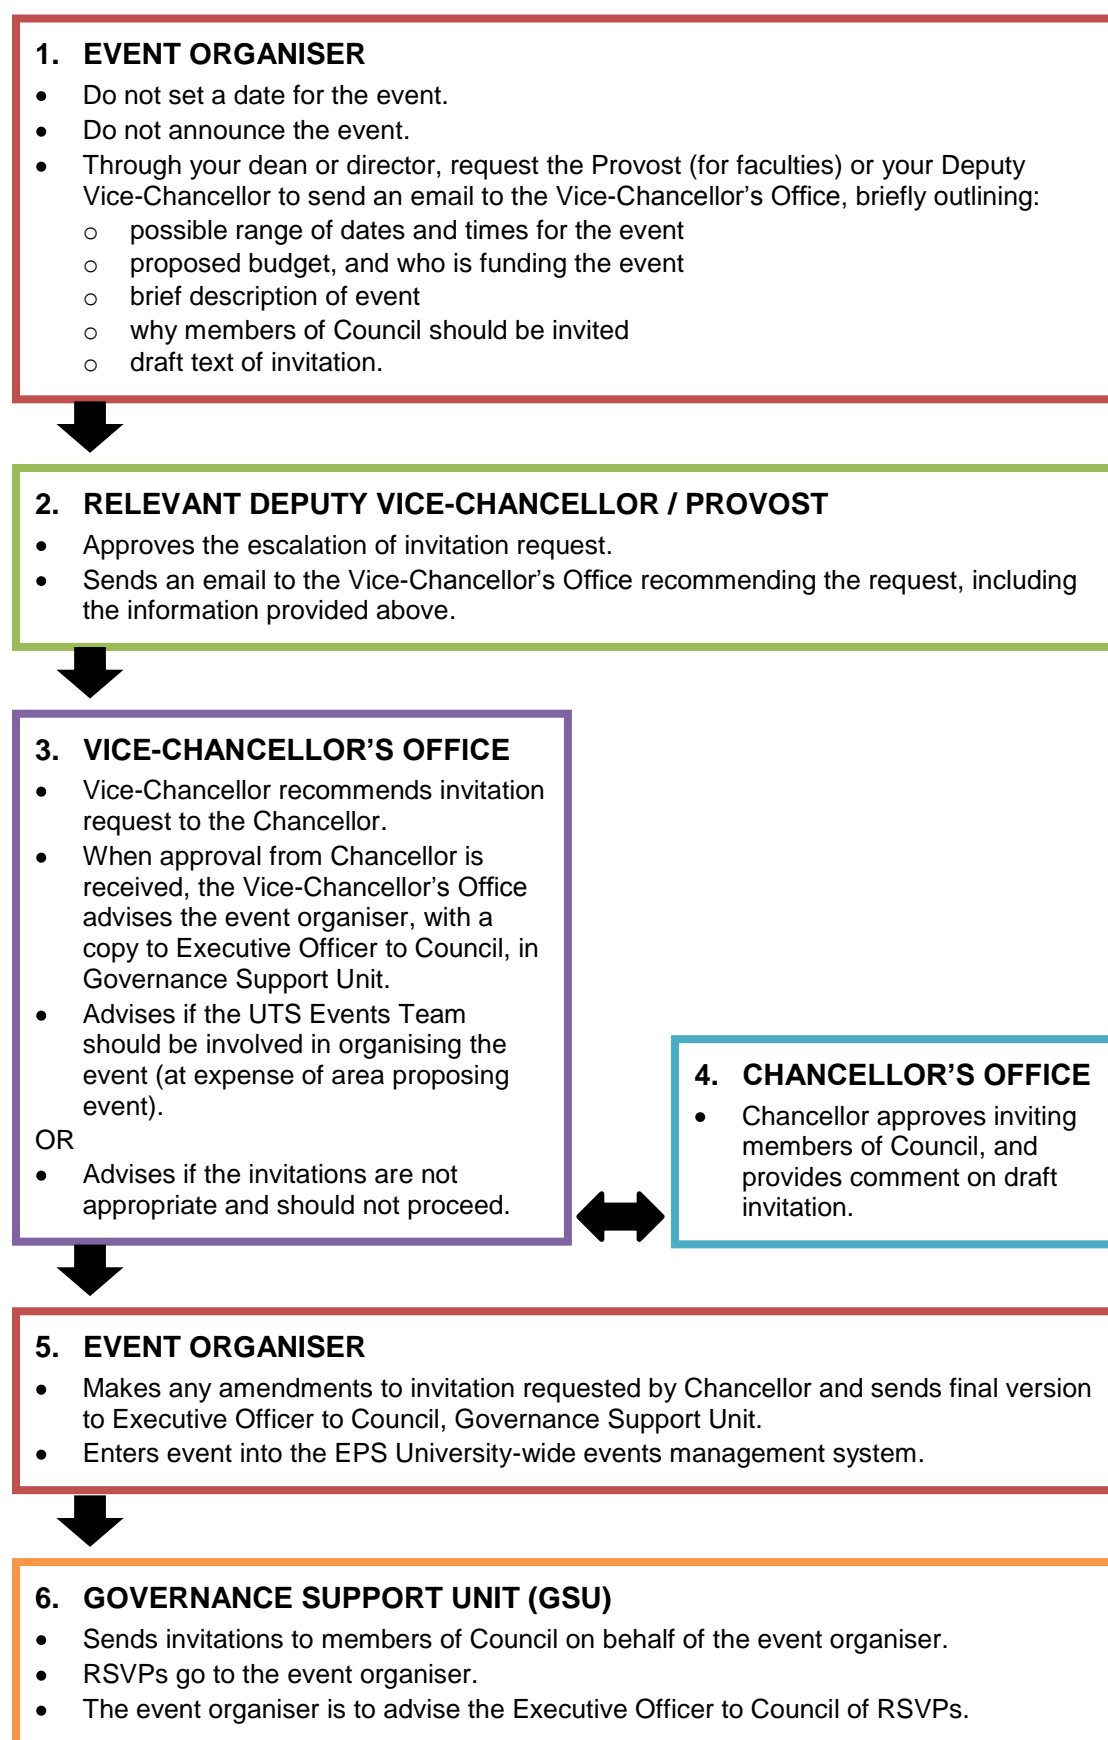 1. EVENT ORGANISER
• Do not set a date for the event.
• Do not announce the event.
• Through your dean or director, request the Provost (for faculties) or your Deputy
Vice-Chancellor to send an email to the Vice-Chancellor’s Office, briefly outlining:
o possible range of dates and times for the event
o proposed budget, and who is funding the event
o brief description of event
o why members of Council should be invited
o draft text of invitation.
2. RELEVANT DEPUTY VICE-CHANCELLOR / PROVOST
• Approves the escalation of invitation request.
• Sends an email to the Vice-Chancellor’s Office recommending the request, including
the information provided above.
3. VICE-CHANCELLOR’S OFFICE
• Vice-Chancellor recommends invitation
request to the Chancellor.
• When approval from Chancellor is
received, the Vice-Chancellor’s Office
advises the event organiser, with a
copy to Executive Officer to Council, in
Governance Support Unit.
• Advises if the UTS Events Team
should be involved in organising the
event (at expense of area proposing
event).
OR
• Advises if the invitations are not
appropriate and should not proceed.
4. CHANCELLOR’S OFFICE
• Chancellor approves inviting
members of Council, and
provides comment on draft
invitation.
5. EVENT ORGANISER
• Makes any amendments to invitation requested by Chancellor and sends final version
to Executive Officer to Council, Governance Support Unit.
• Enters event into the EPS University-wide events management system.
6. GOVERNANCE SUPPORT UNIT (GSU)
• Sends invitations to members of Council on behalf of the event organiser.
• RSVPs go to the event organiser.
• The event organiser is to advise the Executive Officer to Council of RSVPs.